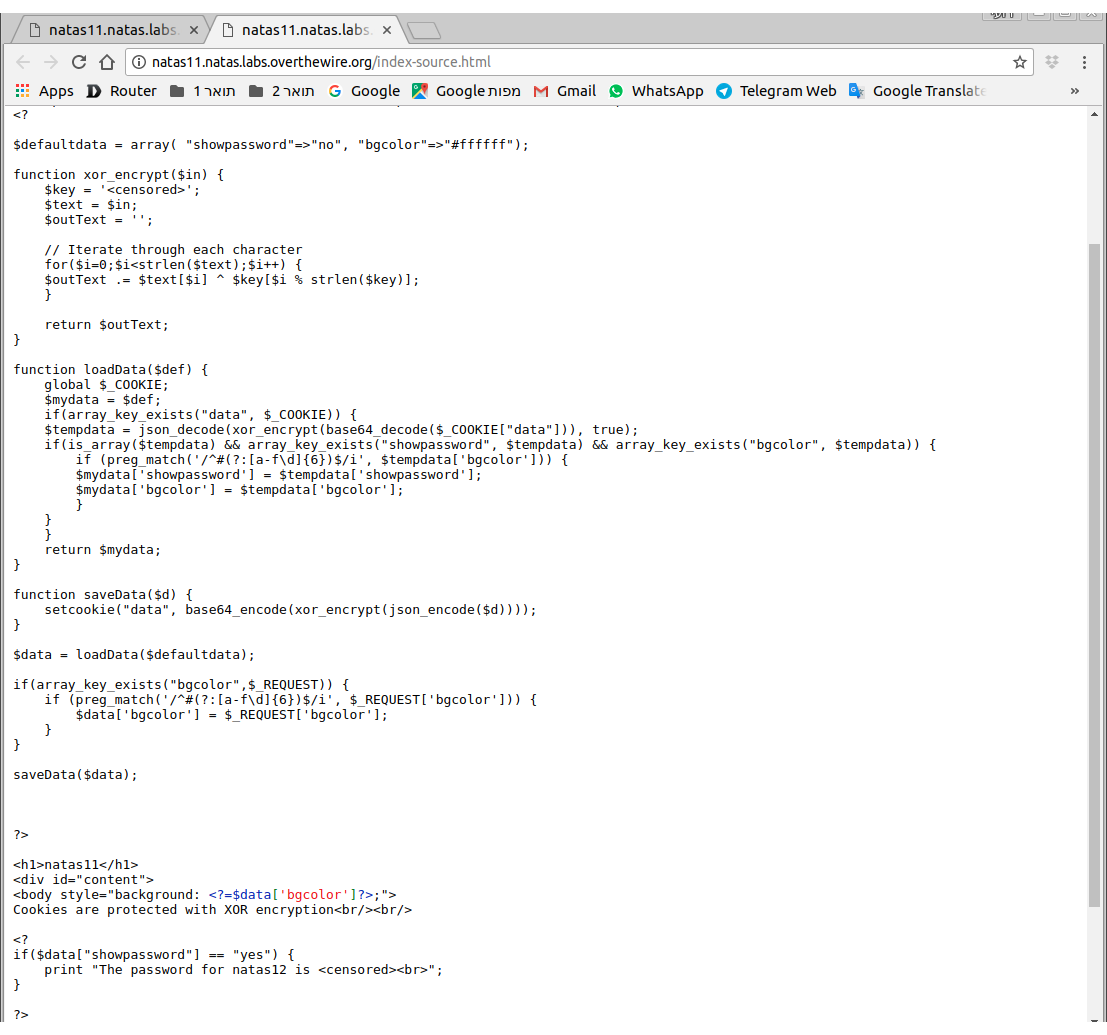 natas11.natas.labs. natas11.natas.labs.
natas11.natas.labs.overthewire.org/index-source.html
Apps Router תואר 1 תואר 2 Google מפות Google Gmail WhatsApp Telegram Web Google Translate »
<?
$defaultdata = array( "showpassword"=>"no", "bgcolor"=>"#ffffff");
function xor_encrypt($in) {
    $key = '<censored>';
    $text = $in;
    $outText = '';
    // Iterate through each character
    for($i=0;$i<strlen($text);$i++) {
    $outText .= $text[$i] ^ $key[$i % strlen($key)];
    }
    return $outText;
}
function loadData($def) {
    global $_COOKIE;
    $mydata = $def;
    if(array_key_exists("data", $_COOKIE)) {
    $tempdata = json_decode(xor_encrypt(base64_decode($_COOKIE["data"])), true);
    if(is_array($tempdata) && array_key_exists("showpassword", $tempdata) && array_key_exists("bgcolor", $tempdata)) {
        if (preg_match('/^#(?:[a-f\d]{6})$/i', $tempdata['bgcolor'])) {
        $mydata['showpassword'] = $tempdata['showpassword'];
        $mydata['bgcolor'] = $tempdata['bgcolor'];
        }
    }
    }
    return $mydata;
}
function saveData($d) {
    setcookie("data", base64_encode(xor_encrypt(json_encode($d))));
}
$data = loadData($defaultdata);
if(array_key_exists("bgcolor",$_REQUEST)) {
    if (preg_match('/^#(?:[a-f\d]{6})$/i', $_REQUEST['bgcolor'])) {
        $data['bgcolor'] = $_REQUEST['bgcolor'];
    }
}
saveData($data);
?>
<h1>natas11</h1>
<div id="content">
<body style="background: <?=$data['bgcolor']?>;">
Cookies are protected with XOR encryption<br/><br/>
<?
if($data["showpassword"] == "yes") {
    print "The password for natas12 is <censored><br>";
}
?>